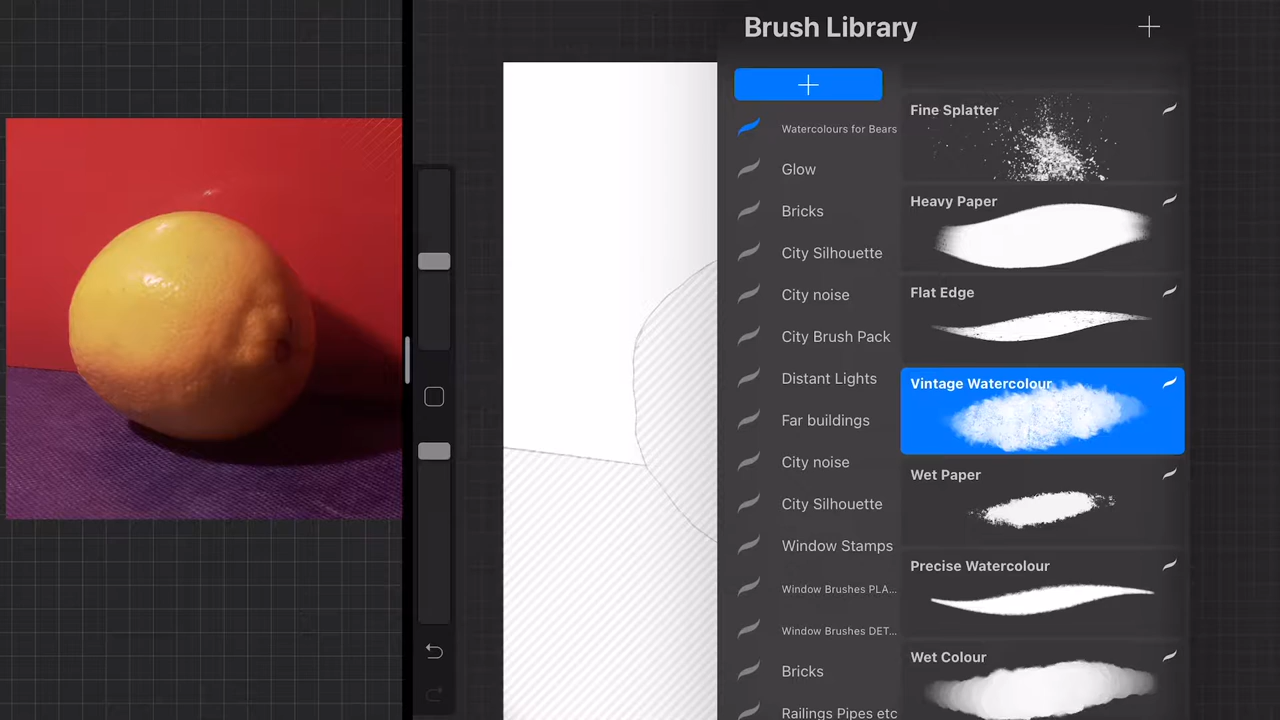 Brush Library
Watercolours for Bears
Glow
Bricks
City Silhouette
City noise
City Brush Pack
Distant Lights
Far buildings
City noise
City Silhouette
Window Stamps
Window Brushes PLA...
Window Brushes DET...
Bricks
Railings Pipes etc
Fine Splatter
Heavy Paper
Flat Edge
Vintage Watercolour
Wet Paper
Precise Watercolour
Wet Colour